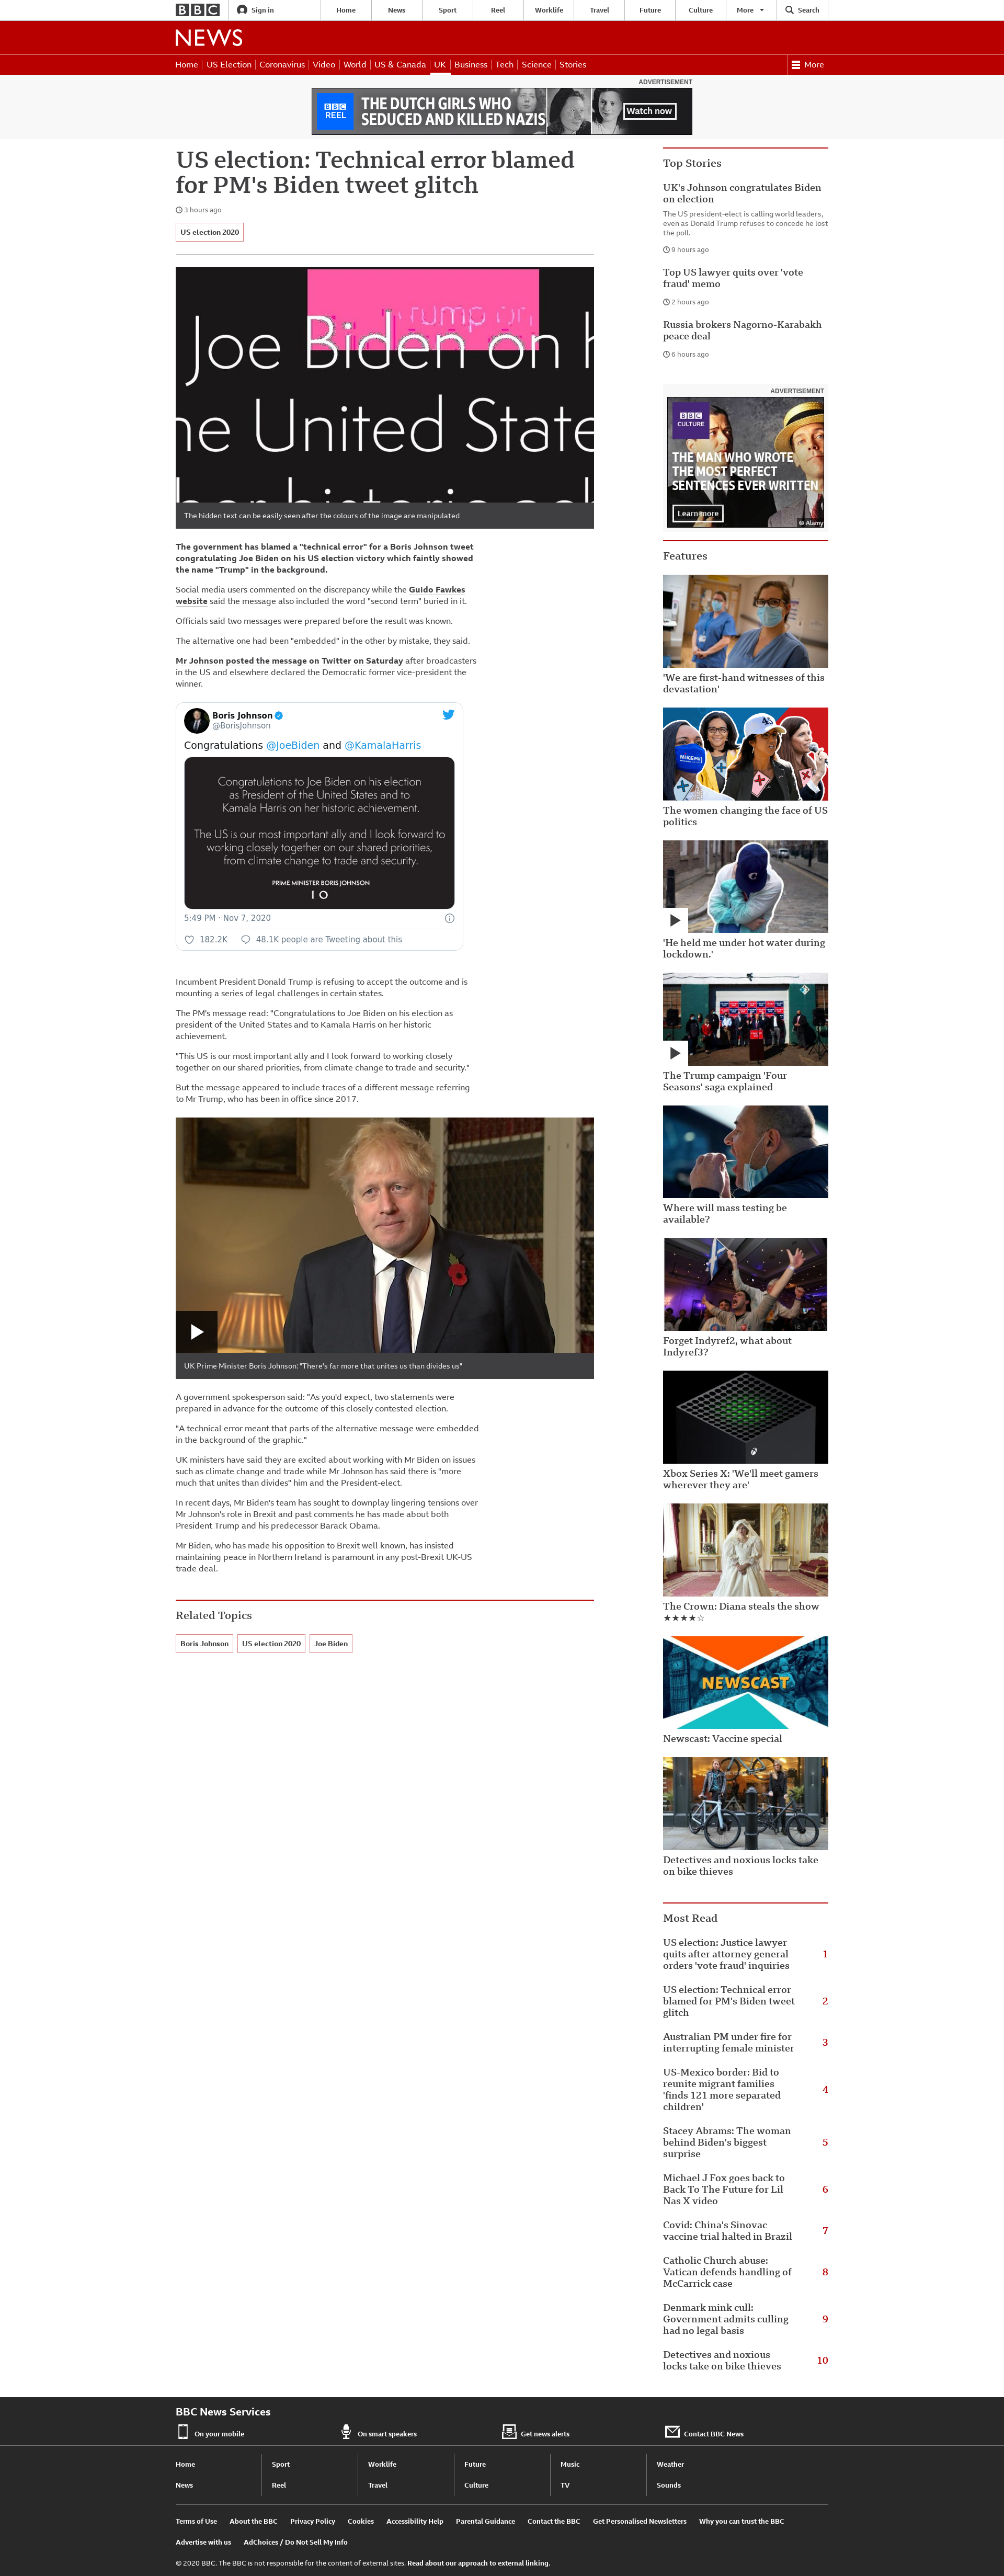 BBC
Sign in
Home
News
Sport
Reel
Worklife
Travel
Future
Culture
More
Search
NEWS
Home
US Election
Coronavirus
Video
World
US & Canada
UK
Business
Tech
Science
Stories
More
ADVERTISEMENT
BBC
REEL
THE DUTCH GIRLS WHO
SEDUCED AND KILLED NAZIS
Watch now
US election: Technical error blamed
for PM's Biden tweet glitch
3 hours ago
US election 2020
rump on
Joe Biden on h
he United States
The hidden text can be easily seen after the colours of the image are manipulated
The government has blamed a "technical error" for a Boris Johnson tweet
congratulating Joe Biden on his US election victory which faintly showed
the name "Trump" in the background.
Social media users commented on the discrepancy while the Guido Fawkes
website said the message also included the word "second term" buried in it.
Officials said two messages were prepared before the result was known.
The alternative one had been "embedded" in the other by mistake, they said.
Mr Johnson posted the message on Twitter on Saturday after broadcasters
in the US and elsewhere declared the Democratic former vice-president the
winner.
Boris Johnson
@BorisJohnson
Congratulations @JoeBiden and @KamalaHarris
Congratulations to Joe Biden on his election
as President of the United States and to
Kamala Harris on her historic achievement.
The US is our most important ally and I look forward to
working closely together on our shared priorities,
from climate change to trade and security.
PRIME MINISTER BORIS JOHNSON
10
5:49 PM · Nov 7, 2020
182.2K
48.1K people are Tweeting about this
Incumbent President Donald Trump is refusing to accept the outcome and is
mounting a series of legal challenges in certain states.
The PM's message read: "Congratulations to Joe Biden on his election as
president of the United States and to Kamala Harris on her historic
achievement.
"This US is our most important ally and I look forward to working closely
together on our shared priorities, from climate change to trade and security."
But the message appeared to include traces of a different message referring
to Mr Trump, who has been in office since 2017.
UK Prime Minister Boris Johnson: "There's far more that unites us than divides us"
A government spokesperson said: "As you'd expect, two statements were
prepared in advance for the outcome of this closely contested election.
"A technical error meant that parts of the alternative message were embedded
in the background of the graphic."
UK ministers have said they are excited about working with Mr Biden on issues
such as climate change and trade while Mr Johnson has said there is "more
much that unites than divides" him and the President-elect.
In recent days, Mr Biden's team has sought to downplay lingering tensions over
Mr Johnson's role in Brexit and past comments he has made about both
President Trump and his predecessor Barack Obama.
Mr Biden, who has made his opposition to Brexit well known, has insisted
maintaining peace in Northern Ireland is paramount in any post-Brexit UK-US
trade deal.
Related Topics
Boris Johnson
US election 2020
Joe Biden
Top Stories
UK's Johnson congratulates Biden
on election
The US president-elect is calling world leaders,
even as Donald Trump refuses to concede he lost
the poll.
9 hours ago
Top US lawyer quits over 'vote
fraud' memo
2 hours ago
Russia brokers Nagorno-Karabakh
peace deal
6 hours ago
ADVERTISEMENT
BBC
CULTURE
THE MAN WHO WROTE
THE MOST PERFECT
SENTENCES EVER WRITTEN
Learn more
© Alamy
Features
'We are first-hand witnesses of this
devastation'
The women changing the face of US
politics
'He held me under hot water during
lockdown.'
The Trump campaign 'Four
Seasons' saga explained
Where will mass testing be
available?
Forget Indyref2, what about
Indyref3?
Xbox Series X: 'We'll meet gamers
wherever they are'
The Crown: Diana steals the show
★★★★☆
NEWSCAST
Newscast: Vaccine special
Detectives and noxious locks take
on bike thieves
Most Read
US election: Justice lawyer
quits after attorney general
orders 'vote fraud' inquiries
1
US election: Technical error
blamed for PM's Biden tweet
glitch
2
Australian PM under fire for
interrupting female minister
3
US-Mexico border: Bid to
reunite migrant families
'finds 121 more separated
children'
4
Stacey Abrams: The woman
behind Biden's biggest
surprise
5
Michael J Fox goes back to
Back To The Future for Lil
Nas X video
6
Covid: China's Sinovac
vaccine trial halted in Brazil
7
Catholic Church abuse:
Vatican defends handling of
McCarrick case
8
Denmark mink cull:
Government admits culling
had no legal basis
9
Detectives and noxious
locks take on bike thieves
10
BBC News Services
On your mobile
On smart speakers
Get news alerts
Contact BBC News
Home
Sport
Worklife
Future
Music
Weather
News
Reel
Travel
Culture
TV
Sounds
Terms of Use
About the BBC
Privacy Policy
Cookies
Accessibility Help
Parental Guidance
Contact the BBC
Get Personalised Newsletters
Why you can trust the BBC
Advertise with us
AdChoices / Do Not Sell My Info
© 2020 BBC. The BBC is not responsible for the content of external sites. Read about our approach to external linking.